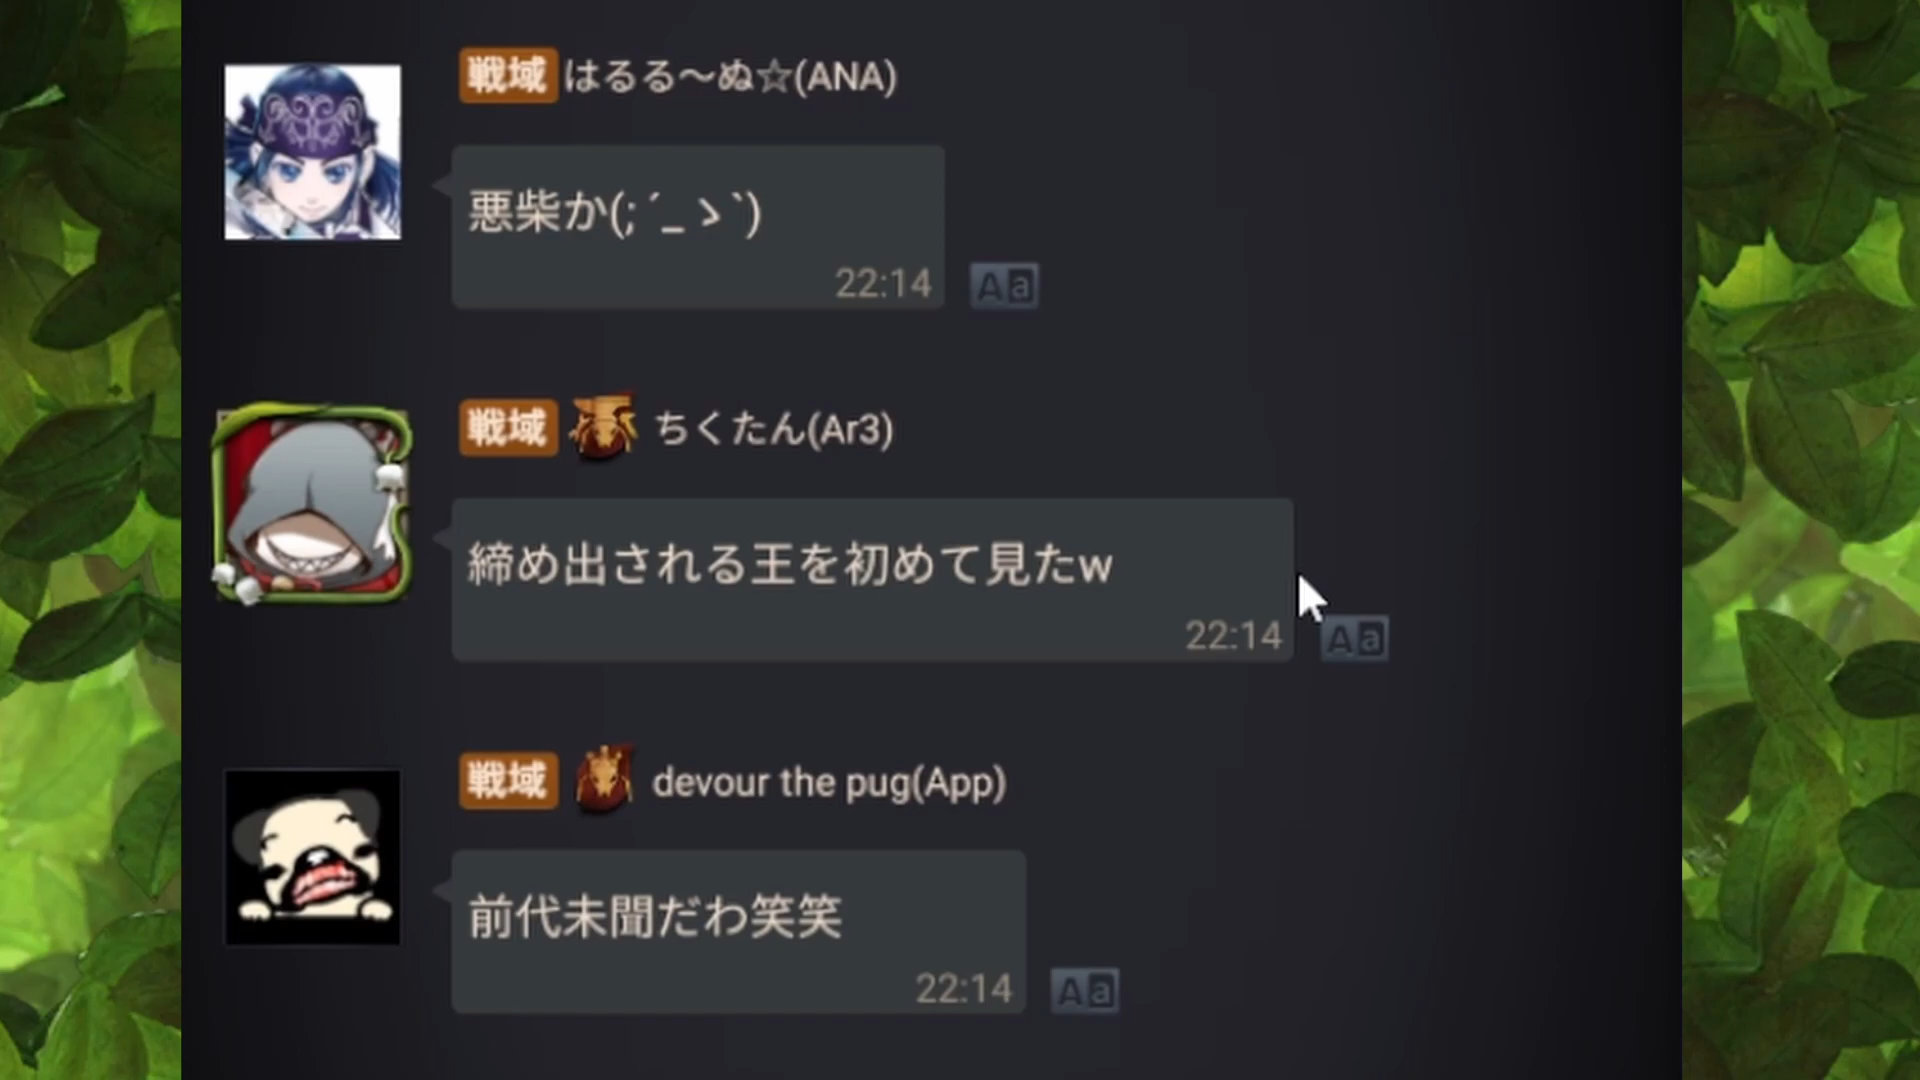 戦域 はるる〜ぬ☆(ANA)
悪柴か(;´_ゝ`)
22:14
Aa
戦域 ちくたん(Ar3)
締め出される王を初めて見たw
22:14
Aa
戦域 devour the pug(App)
前代未聞だわ笑笑
22:14
Aa